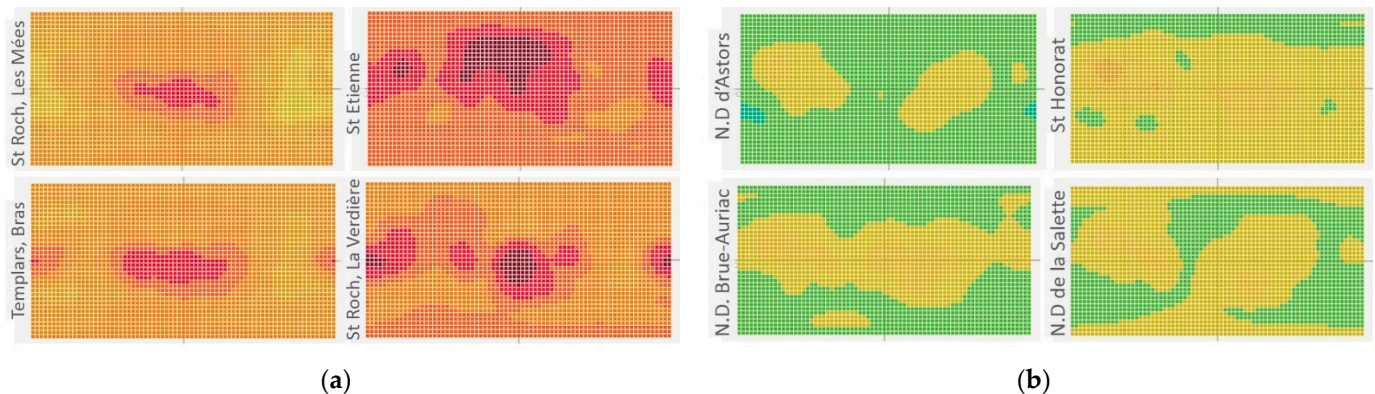 St Roch, Les Mées
St Etienne
Templars, Bras
St Roch, La Verdière
(a)
N.D d'Astors
St Honorat
N.D. Brue-Auriac
N.D de la Salette
(b)